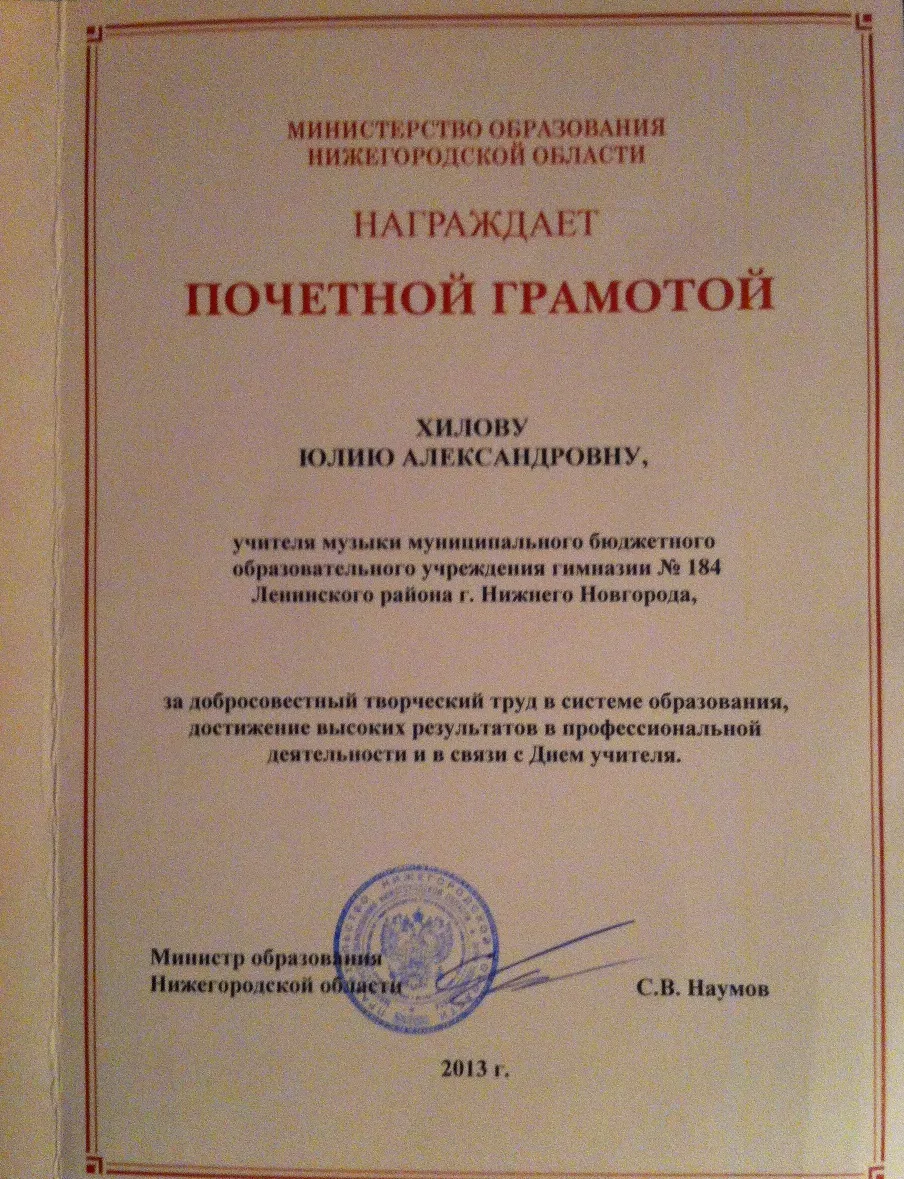 МИНИСТЕРСТВО ОБРАЗОВАНИЯ
НИЖЕГОРОДСКОЙ ОБЛАСТИ
НАГРАЖДАЕТ
ПОЧЕТНОЙ ГРАМОТОЙ
ХИЛОВУ
ЮЛИЮ АЛЕКСАНДРОВНУ,
учителя музыки муниципального бюджетного
образовательного учреждения гимназии № 184
Ленинского района г. Нижнего Новгорода,
за добросовестный творческий труд в системе образования,
достижение высоких результатов в профессиональной
деятельности и в связи с Днем учителя.
Министр образования
Нижегородской области
С.В. Наумов
2013 г.